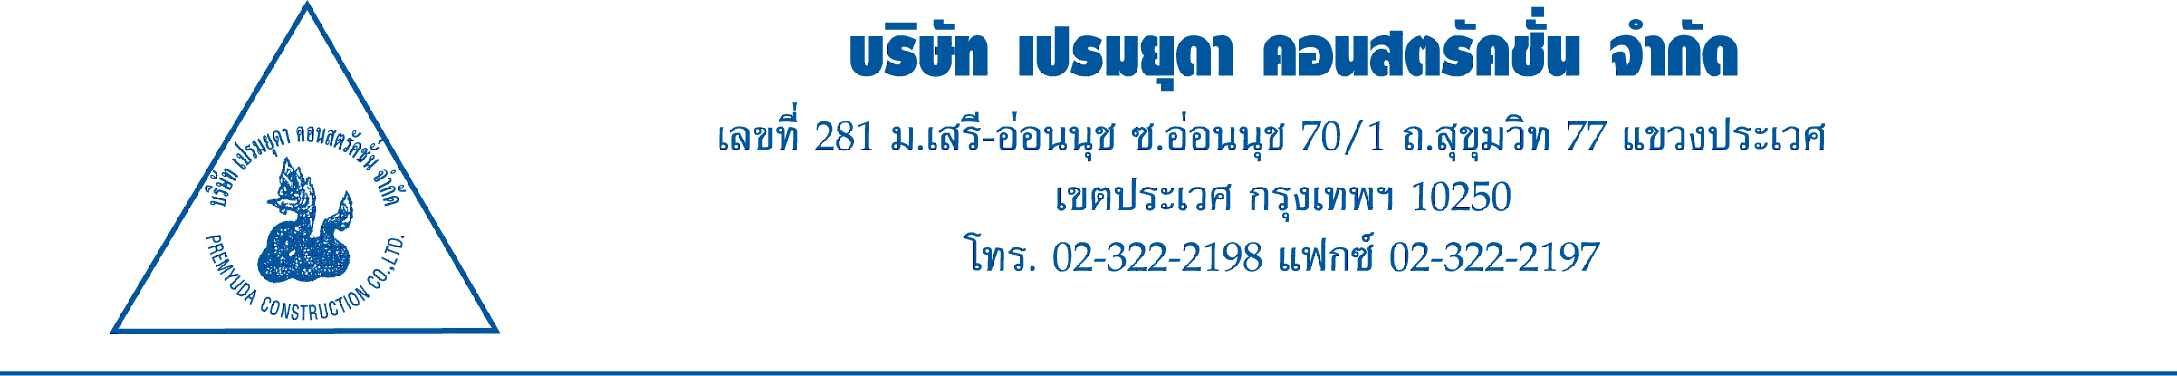 บริษัท เปรมยุดา คอนสตรัคชั่น จำกัด
เลขที่ 281 ม.เสรี-อ่อนนุช ซ.อ่อนนุช 70/1 ถ.สุขุมวิท 77 แขวงประเวศ
เขตประเวศ กรุงเทพฯ 10250
โทร. 02-322-2198 แฟกซ์ 02-322-2197
บริษัท เปรมยุดา คอนสตรัคชั่น จำกัด
PREMYUDA CONSTRUCTION CO.,LTD.